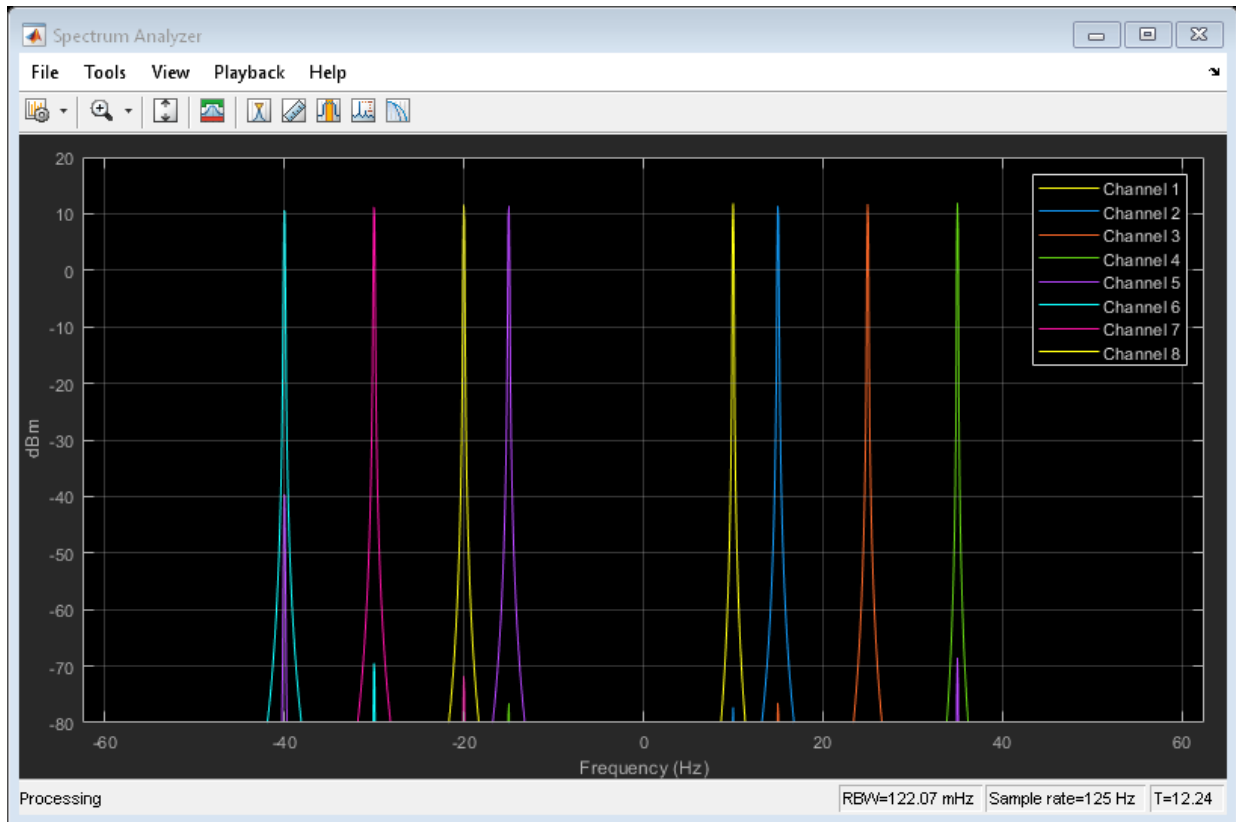 Spectrum Analyzer
File Tools View Playback Help
20
10
0
-10
-20
-30
-40
-50
-60
-70
-80
dBm
Channel 1
Channel 2
Channel 3
Channel 4
Channel 5
Channel 6
Channel 7
Channel 8
-60 -40 -20 0 20 40 60
Frequency (Hz)
Processing RBW=122.07 mHz Sample rate=125 Hz T=12.24